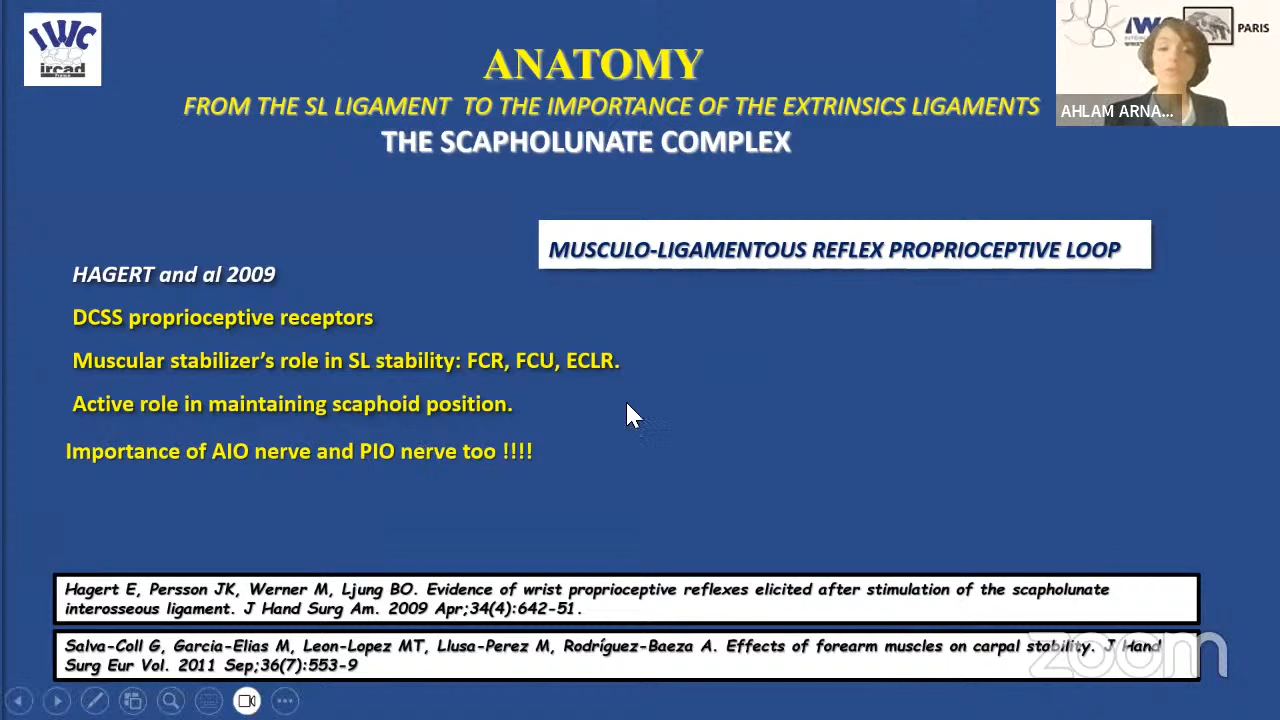 IWC
ircad
ANATOMY
FROM THE SL LIGAMENT TO THE IMPORTANCE OF THE EXTRINSICS LIGAMENTS
THE SCAPHOLUNATE COMPLEX
PARIS
AHLAM ARNA...
MUSCULO-LIGAMENTOUS REFLEX PROPRIOCEPTIVE LOOP
HAGERT and al 2009
DCSS proprioceptive receptors
Muscular stabilizer's role in SL stability: FCR, FCU, ECLR.
Active role in maintaining scaphoid position.
Importance of AIO nerve and PIO nerve too !!!!
Hagert E, Persson JK, Werner M, Ljung BO. Evidence of wrist proprioceptive reflexes elicited after stimulation of the scapholunate
interosseous ligament. J Hand Surg Am. 2009 Apr;34(4):642-51.
Salva-Coll G, Garcia-Elias M, Leon-Lopez MT, Llusa-Perez M, Rodríguez-Baeza A. Effects of forearm muscles on carpal stability. J Hand
Surg Eur Vol. 2011 Sep;36(7):553-9
zoom